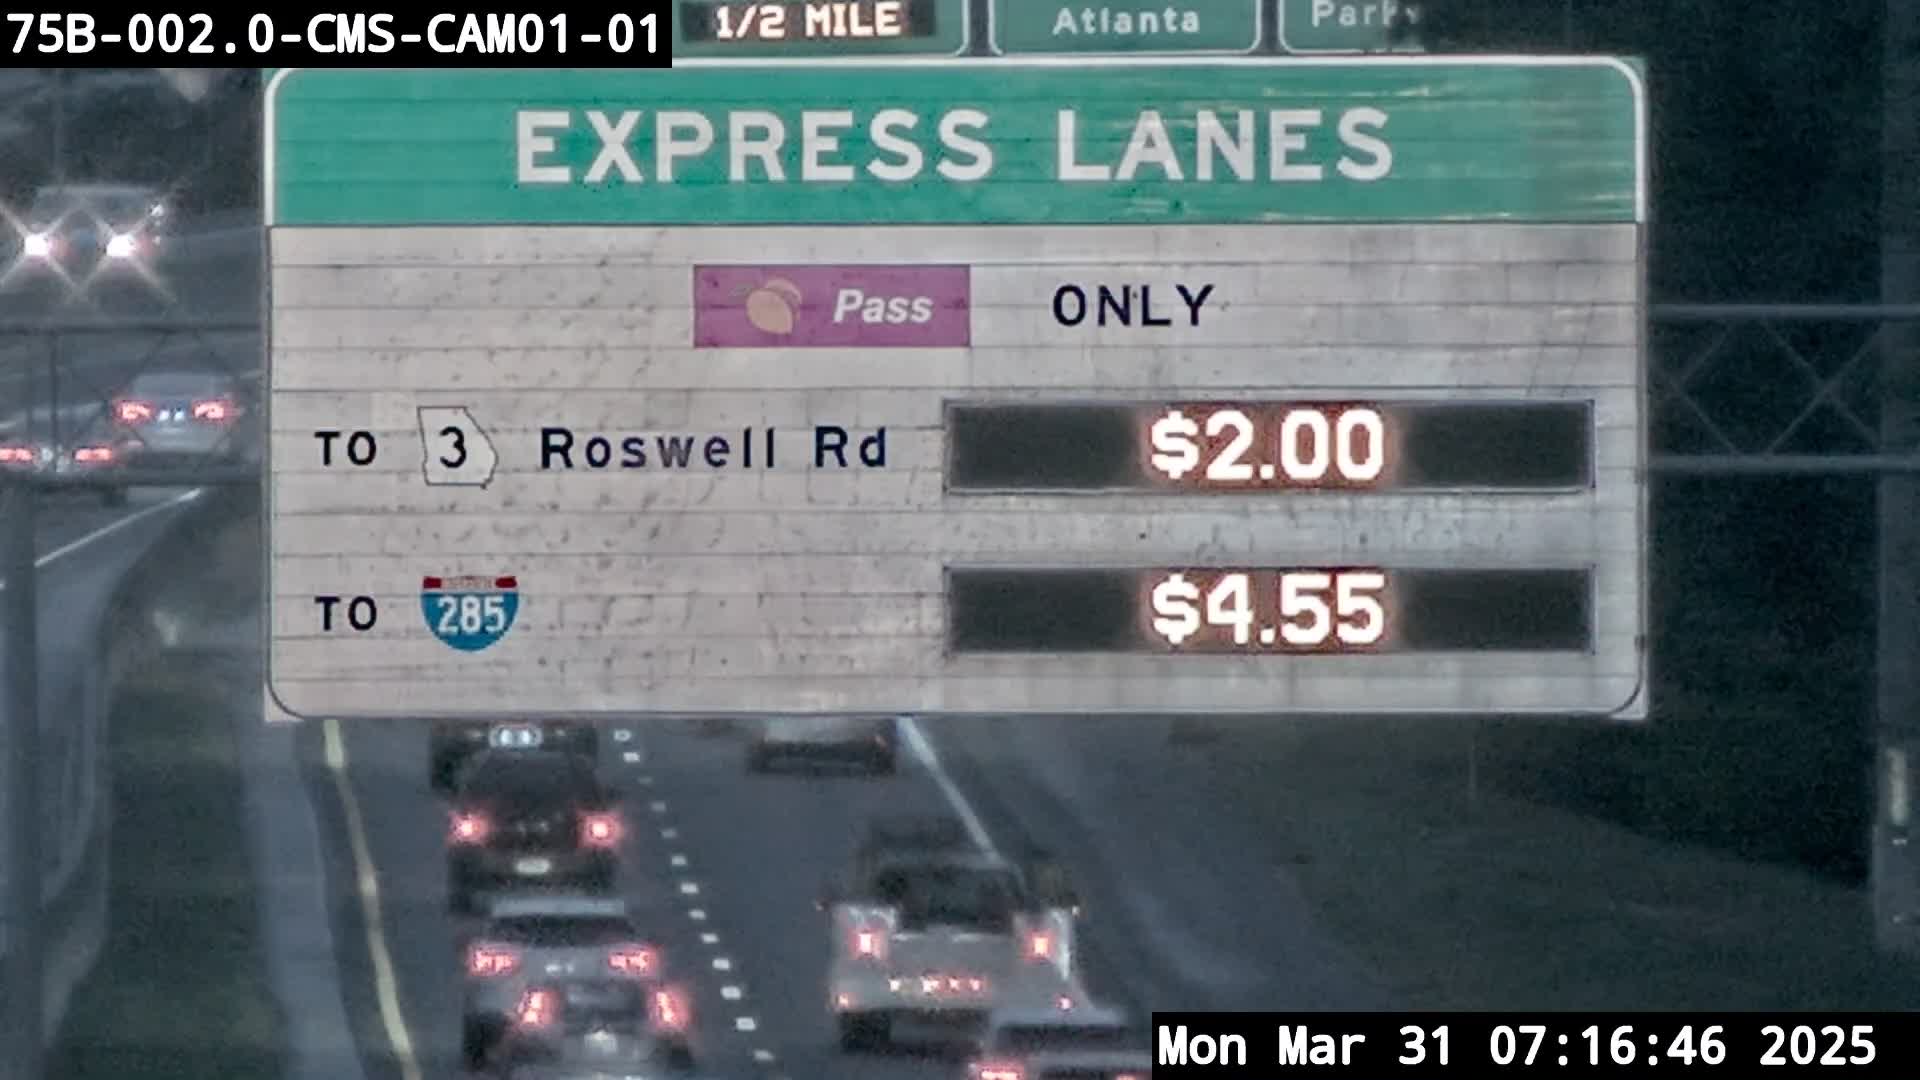 75B-002.0-CMS-CAM01-01
1/2 MILE
Atlanta
EXPRESS LANES
Pass ONLY
TO 3 Roswell Rd $2.00
TO 285 $4.55
Mon Mar 31 07:16:46 2025